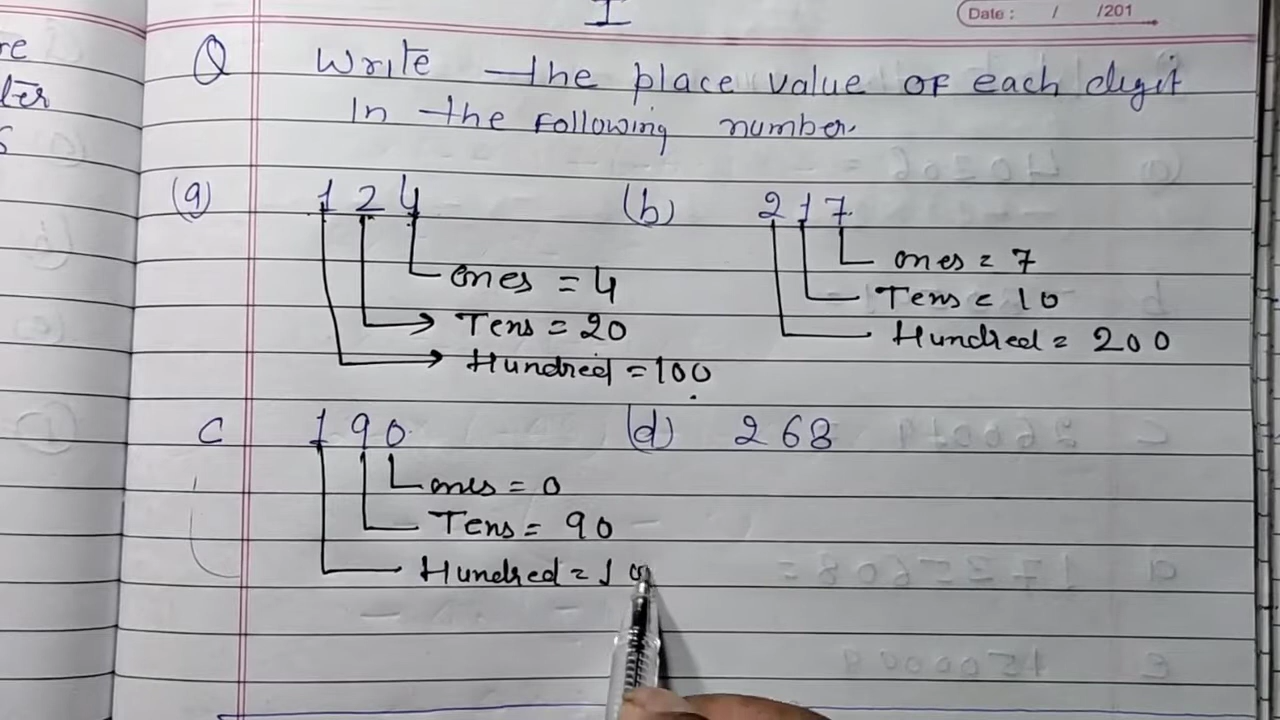 I
Date : / /201
Q Write the place value of each digit
in the following number.
(a) 124
ones = 4
Tens = 20
Hundred = 100
(b) 217
ones = 7
Tens = 10
Hundred = 200
c 190
ones = 0
Tens = 90
Hundred = 10
(d) 268